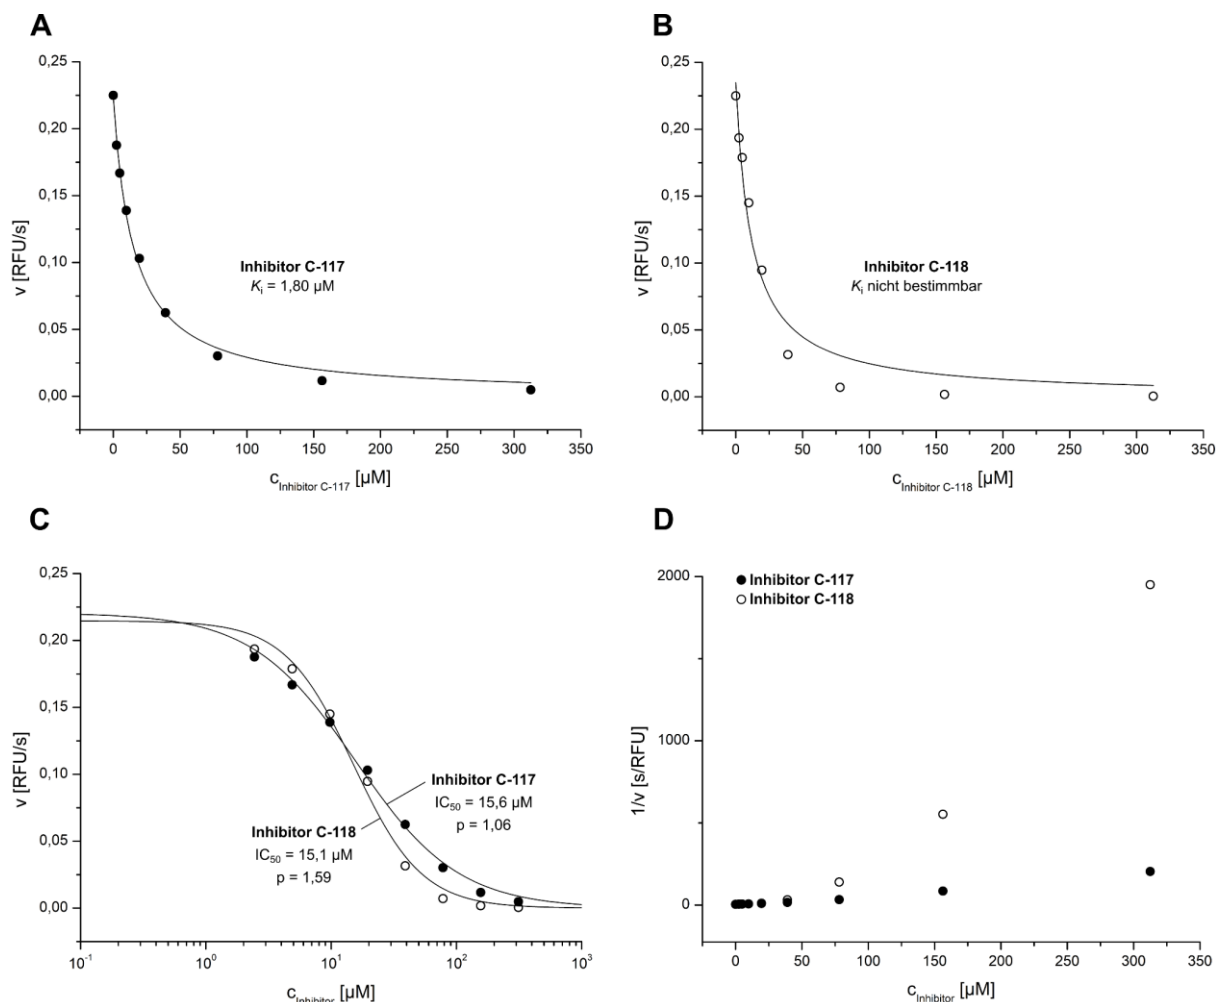 A
0,25
0,20
0,15
0,10
0,05
0,00
v [RFU/s]
Inhibitor C-117
Ki = 1,80 µM
0 50 100 150 200 250 300 350
cInhibitor C-117 [µM]
B
0,25
0,20
0,15
0,10
0,05
0,00
v [RFU/s]
Inhibitor C-118
Ki nicht bestimmbar
0 50 100 150 200 250 300 350
cInhibitor C-118 [µM]
C
0,25
0,20
0,15
0,10
0,05
0,00
v [RFU/s]
Inhibitor C-117
IC50 = 15,6 µM
p = 1,06
Inhibitor C-118
IC50 = 15,1 µM
p = 1,59
10-1 100 101 102 103
cInhibitor [µM]
D
2000
1000
0
1/v [s/RFU]
Inhibitor C-117
Inhibitor C-118
0 50 100 150 200 250 300 350
cInhibitor [µM]